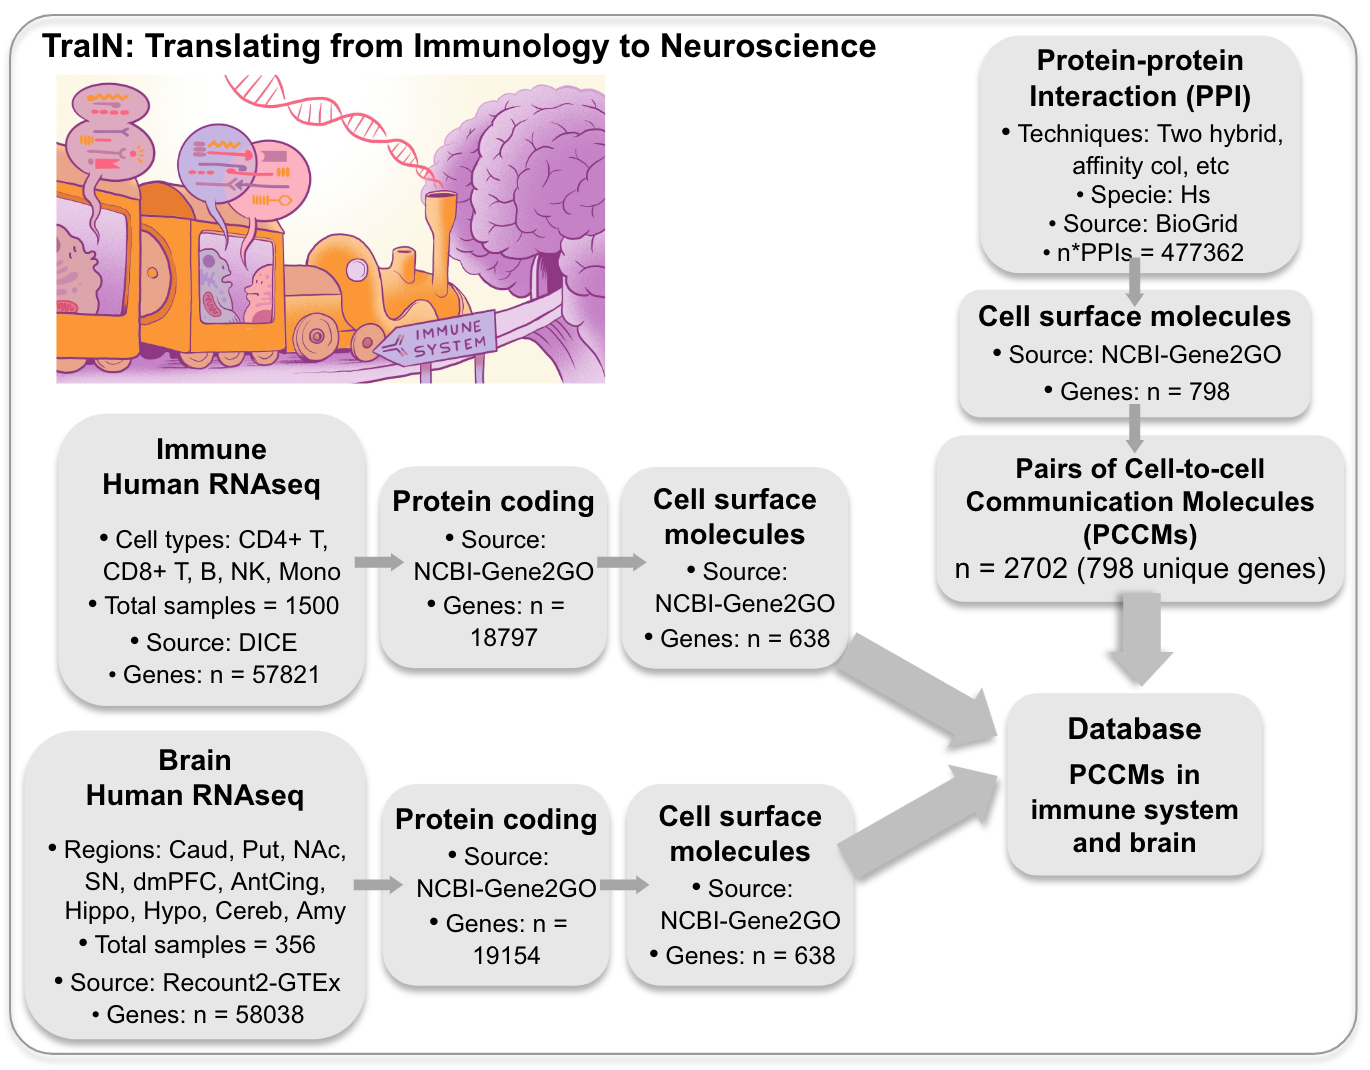 TraIN: Translating from Immunology to Neuroscience
IMMUNE
SYSTEM
Protein-protein
Interaction (PPI)
• Techniques: Two hybrid,
affinity col, etc
• Specie: Hs
• Source: BioGrid
• n*PPIs = 477362
Cell surface molecules
• Source: NCBI-Gene2GO
• Genes: n = 798
Pairs of Cell-to-cell
Communication Molecules
(PCCMs)
n = 2702 (798 unique genes)
Immune
Human RNAseq
• Cell types: CD4+ T,
CD8+ T, B, NK, Mono
• Total samples = 1500
• Source: DICE
• Genes: n = 57821
Protein coding
• Source:
NCBI-Gene2GO
• Genes: n =
18797
Cell surface
molecules
• Source:
NCBI-Gene2GO
• Genes: n = 638
Brain
Human RNAseq
• Regions: Caud, Put, NAc,
SN, dmPFC, AntCing,
Hippo, Hypo, Cereb, Amy
• Total samples = 356
• Source: Recount2-GTEx
• Genes: n = 58038
Protein coding
• Source:
NCBI-Gene2GO
• Genes: n =
19154
Cell surface
molecules
• Source:
NCBI-Gene2GO
• Genes: n = 638
Database
PCCMs in
immune system
and brain